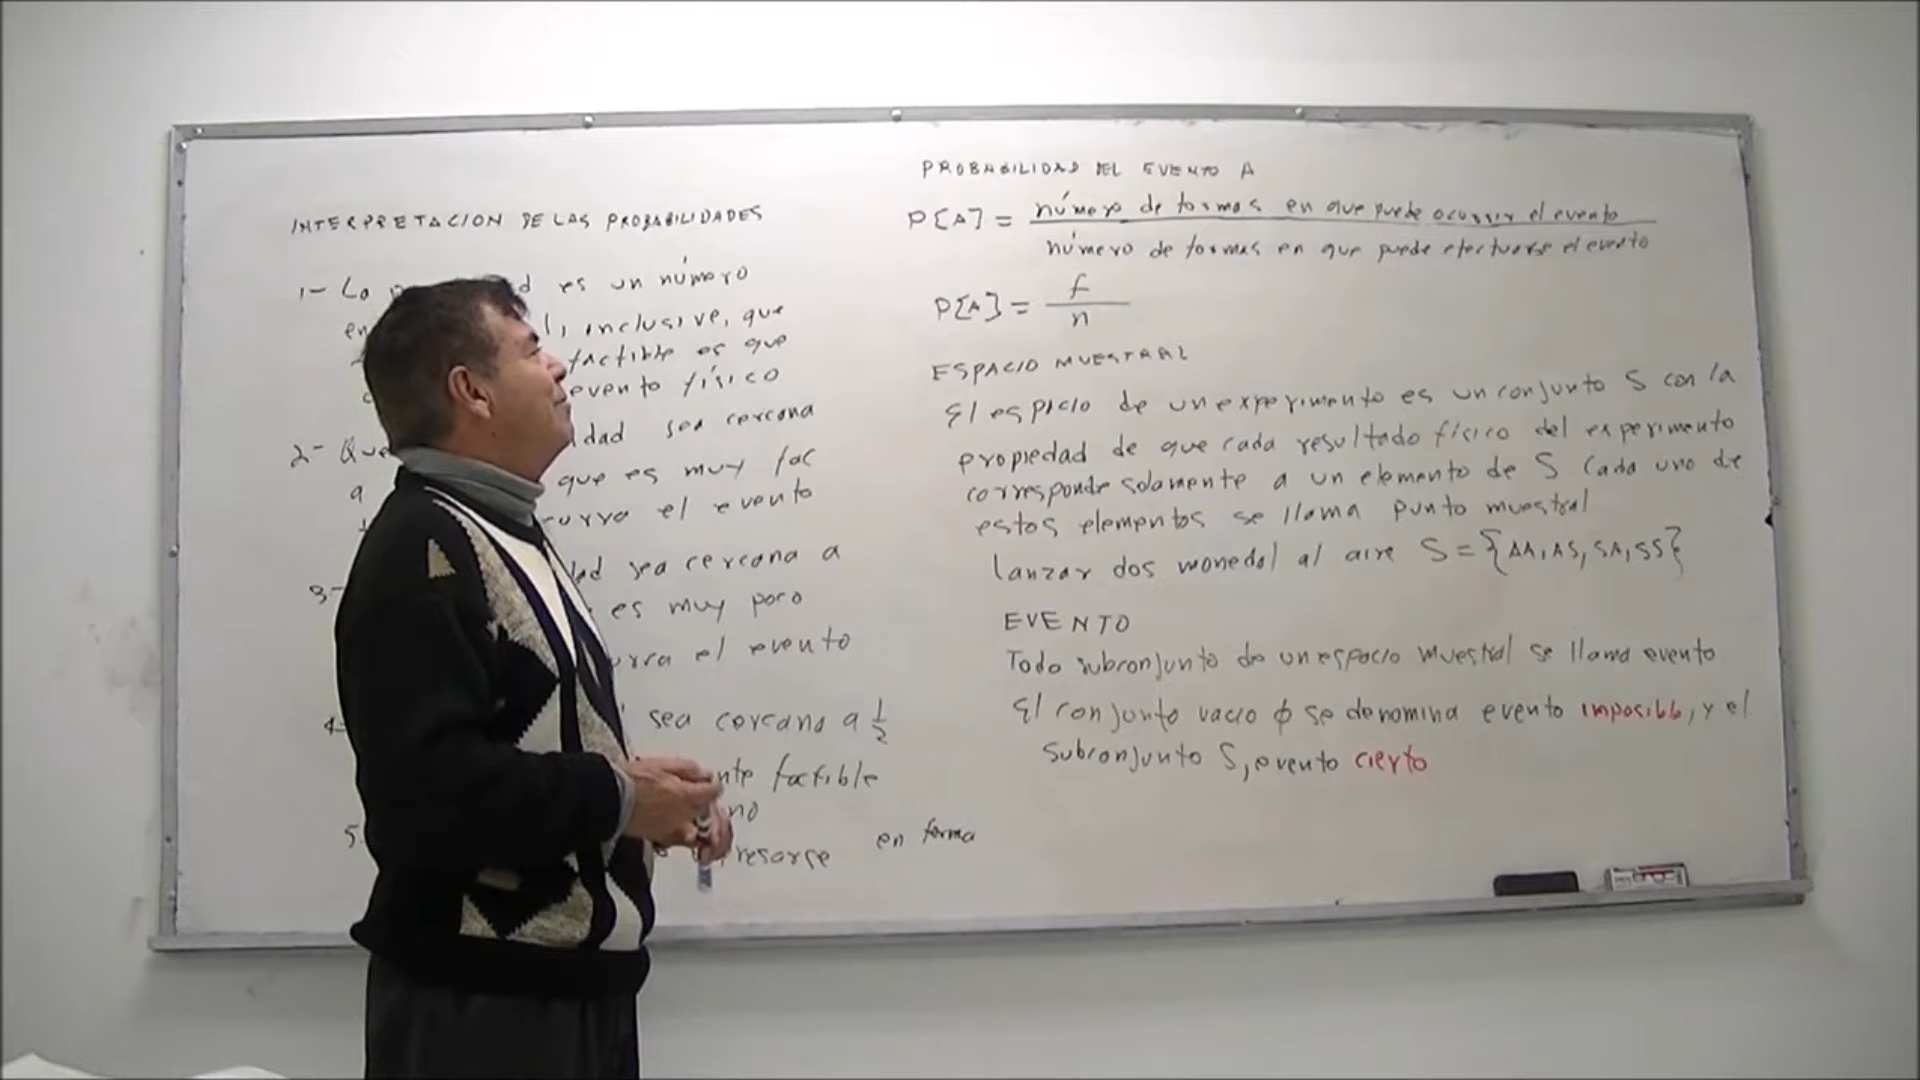 INTERPRETACION DE LAS PROBABILIDADES
1- La d es un número
en 1, inclusive, que
factible es que
evento físico
2- Que dad sea cercana
a que es muy fac
urra el evento
3- dad sea cercana a
es muy poco
urra el evento
4- sea cercana a 1/2
nte factible
no
5. resarse en forma
PROBABILIDAD DEL EVENTO A
P[A] = número de formas en que puede ocurrir el evento
número de formas en que puede efectuarse el evento
P[A] = f
n
ESPACIO MUESTRAL
El espacio de un experimento es un conjunto S con la
propiedad de que cada resultado físico del experimento
corresponde solamente a un elemento de S Cada uno de
estos elementos se llama punto muestral
lanzar dos monedas al aire S = {AA, AS, SA, SS}
EVENTO
Todo subconjunto de un espacio muestral se llama evento
El conjunto vacio ϕ se denomina evento imposible, y el
subconjunto S, evento cierto